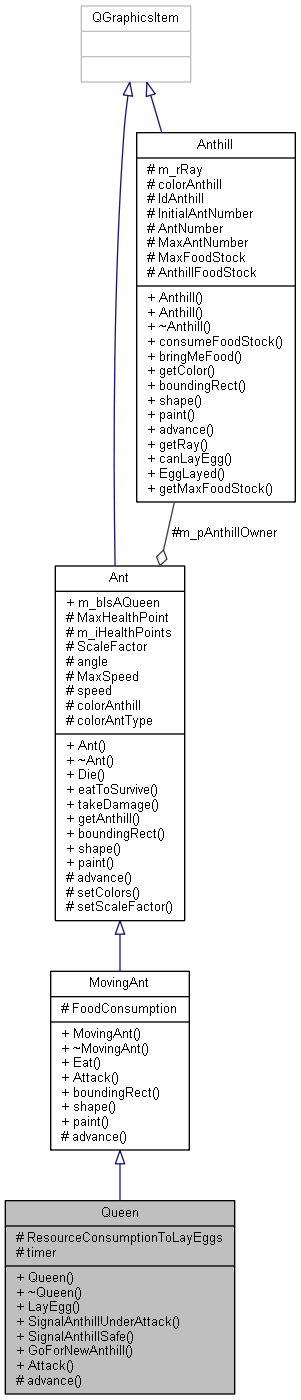 QGraphicsItem
Anthill
# m_rRay
# colorAnthill
# IdAnthill
# InitialAntNumber
# AntNumber
# MaxAntNumber
# MaxFoodStock
# AnthillFoodStock
+ Anthill()
+ Anthill()
+ ~Anthill()
+ consumeFoodStock()
+ bringMeFood()
+ getColor()
+ boundingRect()
+ shape()
+ paint()
+ advance()
+ getRay()
+ canLayEgg()
+ EggLayed()
+ getMaxFoodStock()
#m_pAnthillOwner
Ant
+ m_bIsAQueen
# MaxHealthPoint
# m_iHealthPoints
# ScaleFactor
# angle
# MaxSpeed
# speed
# colorAnthill
# colorAntType
+ Ant()
+ ~Ant()
+ Die()
+ eatToSurvive()
+ takeDamage()
+ getAnthill()
+ boundingRect()
+ shape()
+ paint()
# advance()
# setColors()
# setScaleFactor()
MovingAnt
# FoodConsumption
+ MovingAnt()
+ ~MovingAnt()
+ Eat()
+ Attack()
+ boundingRect()
+ shape()
+ paint()
# advance()
Queen
# ResourceConsumptionToLayEggs
# timer
+ Queen()
+ ~Queen()
+ LayEgg()
+ SignalAnthillUnderAttack()
+ SignalAnthillSafe()
+ GoForNewAnthill()
+ Attack()
# advance()